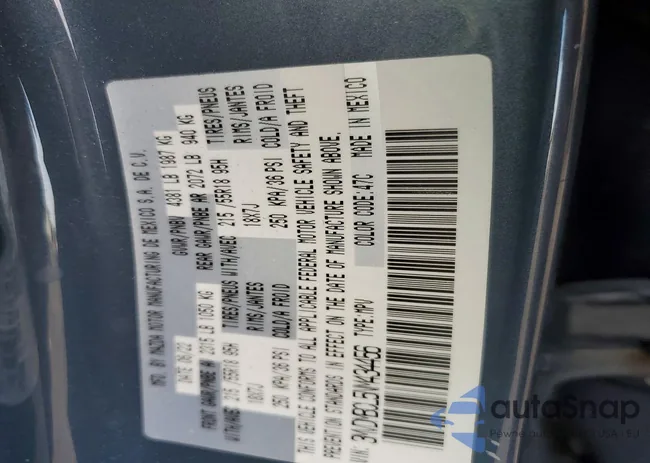 MFG BY MAZDA MOTOR MANUFACTURING DE MEXICO S.A. DE C.V.
DATE 06-22 GVWR/PNBV 4381 LB 1987 KG
FRONT GAWR/PNBE AV 2315 LB 1050 KG REAR GAWR/PNBE AR 2072 LB 940 KG
WITH/AVEC 215/55R18 95H TIRES/PNEUS WITH/AVEC 215/55R18 95H TIRES/PNEUS
18X7J RIMS/JANTES 18X7J RIMS/JANTES
250 KPA/36 PSI COLD/A FROID 250 KPA/36 PSI COLD/A FROID
THIS VEHICLE CONFORMS TO ALL APPLICABLE FEDERAL MOTOR VEHICLE SAFETY AND THEFT
PREVENTION STANDARDS IN EFFECT ON THE DATE OF MANUFACTURE SHOWN ABOVE.
VIN: TYPE:MPV COLOR CODE:47C MADE IN MEXICO
autoSnap